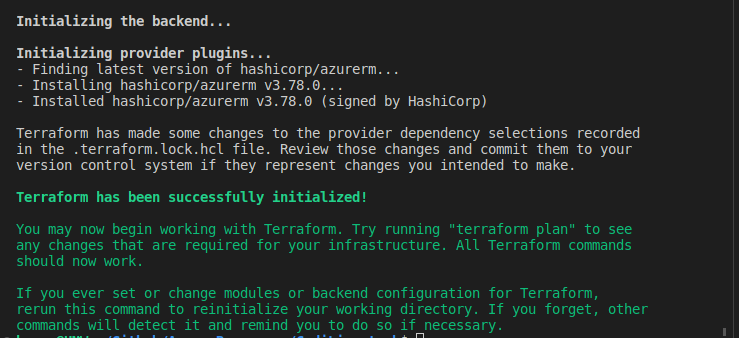 Initializing the backend...
Initializing provider plugins...
- Finding latest version of hashicorp/azurerm...
- Installing hashicorp/azurerm v3.78.0...
- Installed hashicorp/azurerm v3.78.0 (signed by HashiCorp)
Terraform has made some changes to the provider dependency selections recorded
in the .terraform.lock.hcl file. Review those changes and commit them to your
version control system if they represent changes you intended to make.
Terraform has been successfully initialized!
You may now begin working with Terraform. Try running "terraform plan" to see
any changes that are required for your infrastructure. All Terraform commands
should now work.
If you ever set or change modules or backend configuration for Terraform,
rerun this command to reinitialize your working directory. If you forget, other
commands will detect it and remind you to do so if necessary.